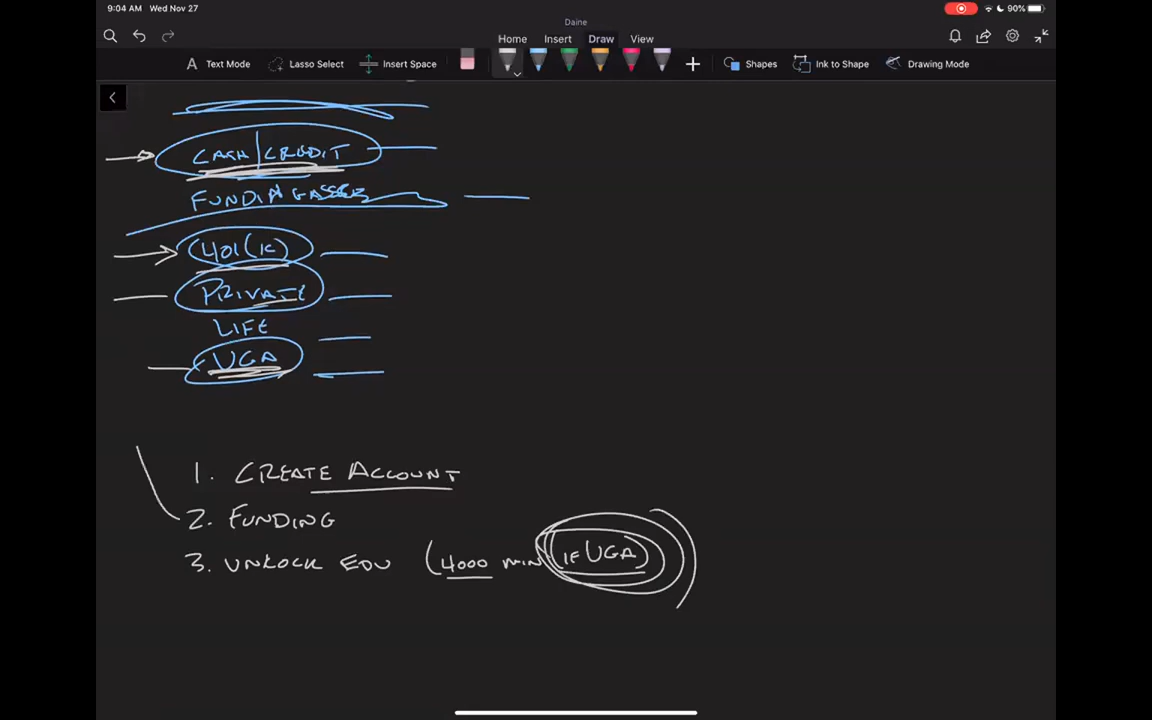 9:04 AM Wed Nov 27
90%
Daine
Home Insert Draw View
Text Mode Lasso Select Insert Space Shapes Ink to Shape Drawing Mode
CASH|CREDIT
401(K)
PRIVATE
LIFE
UGA
1. CREATE ACCOUNT
2. FUNDING
3. UNLOCK EDU (4000 MIN (IF UGA)